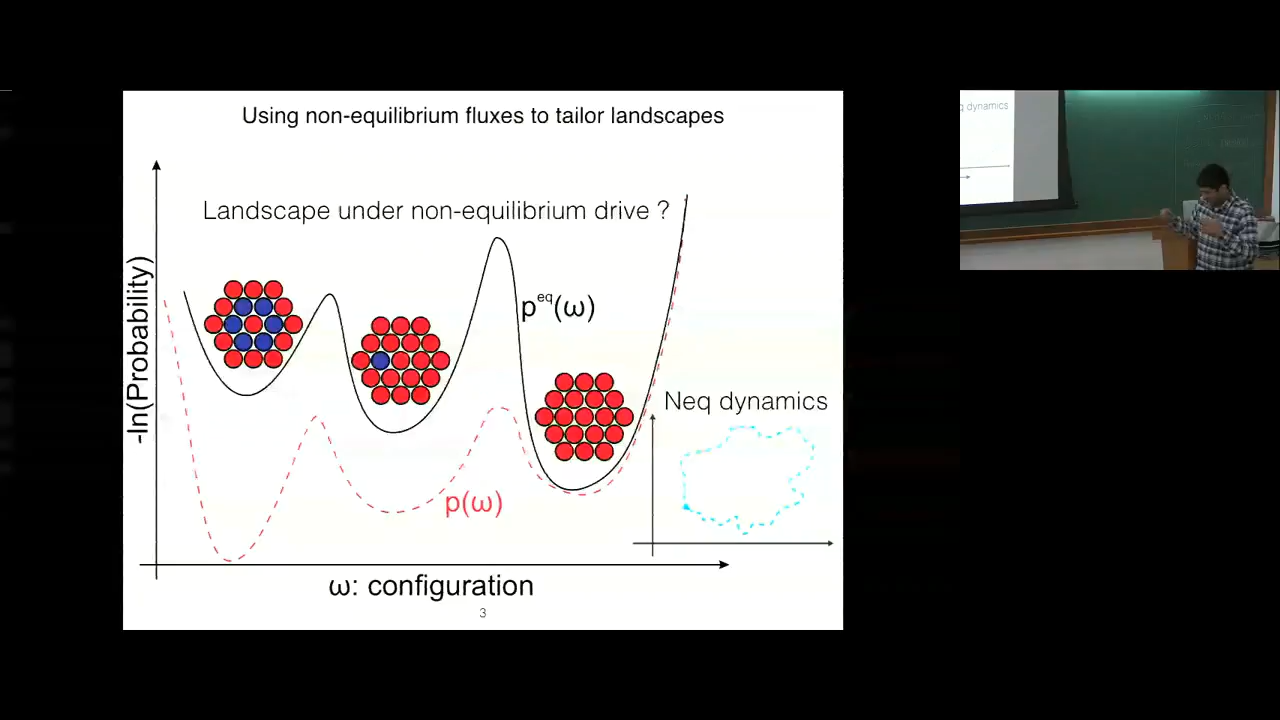 Using non-equilibrium fluxes to tailor landscapes
Landscape under non-equilibrium drive ?
-ln(Probability)
p^eq(ω)
Neq dynamics
p(ω)
ω: configuration
3
q dynamics